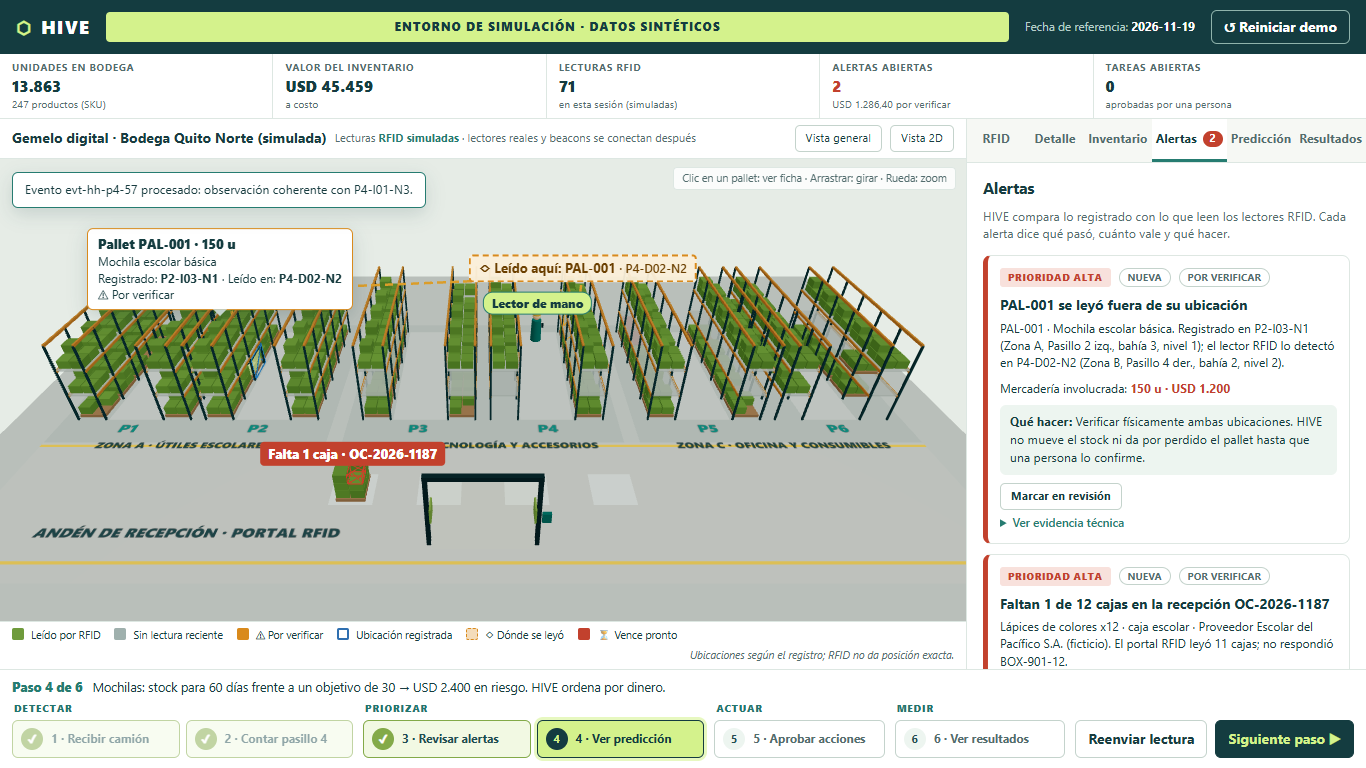 HIVE
ENTORNO DE SIMULACIÓN · DATOS SINTÉTICOS
Fecha de referencia: 2026-11-19
↺ Reiniciar demo
UNIDADES EN BODEGA
13.863
247 productos (SKU)
VALOR DEL INVENTARIO
USD 45.459
a costo
LECTURAS RFID
71
en esta sesión (simuladas)
ALERTAS ABIERTAS
2
USD 1.286,40 por verificar
TAREAS ABIERTAS
0
aprobadas por una persona
Gemelo digital · Bodega Quito Norte (simulada)
Lecturas RFID simuladas · lectores reales y beacons se conectan después
Vista general
Vista 2D
Evento evt-hh-p4-57 procesado: observación coherente con P4-I01-N3.
Clic en un pallet: ver ficha · Arrastrar: girar · Rueda: zoom
Pallet PAL-001 · 150 u
Mochila escolar básica
Registrado: P2-I03-N1 · Leído en: P4-D02-N2
⚠ Por verificar
◇ Leído aquí: PAL-001 · P4-D02-N2
Lector de mano
P1
P2
P3
P4
P5
P6
ZONA A · ÚTILES ESCOLARE
CNOLOGÍA Y ACCESORIOS
ZONA C · OFICINA Y CONSUMIBLES
Falta 1 caja · OC-2026-1187
ANDÉN DE RECEPCIÓN · PORTAL RFID
Leído por RFID
Sin lectura reciente
⚠ Por verificar
Ubicación registrada
◇ Dónde se leyó
⏳ Vence pronto
Ubicaciones según el registro; RFID no da posición exacta.
RFID
Detalle
Inventario
Alertas 2
Predicción
Resultados
Alertas
HIVE compara lo registrado con lo que leen los lectores RFID. Cada
alerta dice qué pasó, cuánto vale y qué hacer.
PRIORIDAD ALTA
NUEVA
POR VERIFICAR
PAL-001 se leyó fuera de su ubicación
PAL-001 · Mochila escolar básica. Registrado en P2-I03-N1
(Zona A, Pasillo 2 izq., bahía 3, nivel 1); el lector RFID lo detectó
en P4-D02-N2 (Zona B, Pasillo 4 der., bahía 2, nivel 2).
Mercadería involucrada: 150 u · USD 1.200
Qué hacer: Verificar físicamente ambas ubicaciones. HIVE
no mueve el stock ni da por perdido el pallet hasta que
una persona lo confirme.
Marcar en revisión
▶ Ver evidencia técnica
PRIORIDAD ALTA
NUEVA
POR VERIFICAR
Faltan 1 de 12 cajas en la recepción OC-2026-1187
Lápices de colores x12 · caja escolar · Proveedor Escolar del
Pacífico S.A. (ficticio). El portal RFID leyó 11 cajas; no respondió
BOX-901-12.
Paso 4 de 6
Mochilas: stock para 60 días frente a un objetivo de 30 → USD 2.400 en riesgo. HIVE ordena por dinero.
DETECTAR
✓ 1 · Recibir camión
✓ 2 · Contar pasillo 4
PRIORIZAR
✓ 3 · Revisar alertas
4 4 · Ver predicción
ACTUAR
5 5 · Aprobar acciones
MEDIR
6 6 · Ver resultados
Reenviar lectura
Siguiente paso ▶